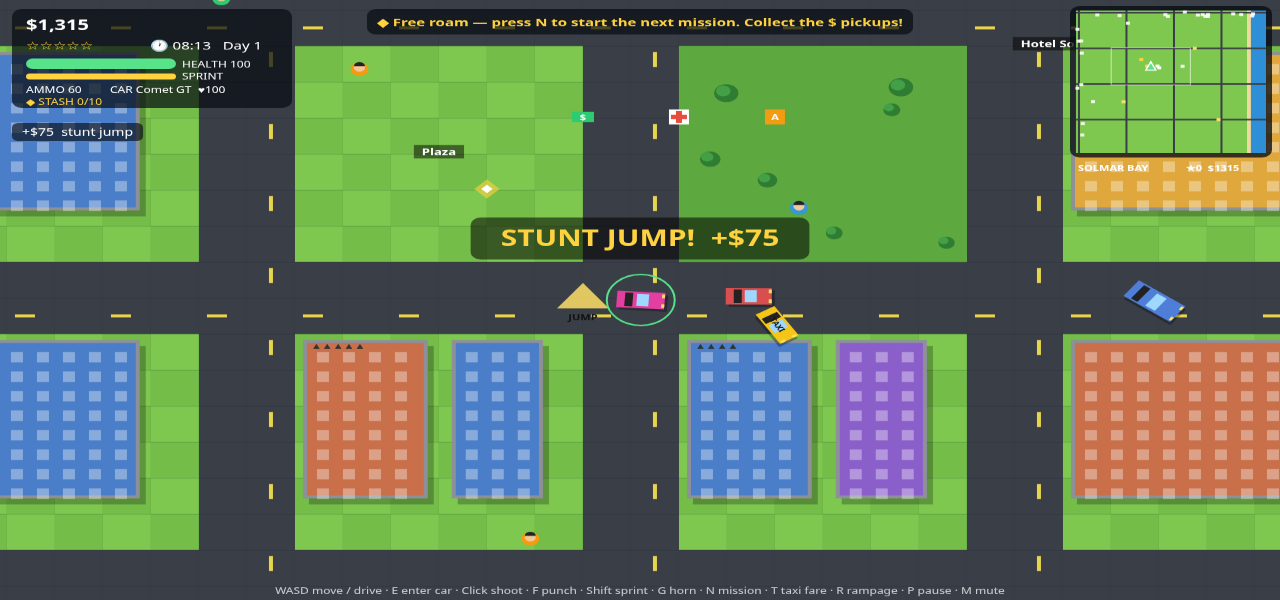 $1,315
☆☆☆☆☆ 🕐 08:13 Day 1
HEALTH 100
SPRINT
AMMO 60 CAR Comet GT ♥100
◆ STASH 0/10
+$75 stunt jump
◆ Free roam — press N to start the next mission. Collect the $ pickups!
Hotel So
SOLMAR BAY ★0 $1315
$
A
Plaza
STUNT JUMP! +$75
JUMP
TAXI
WASD move / drive · E enter car · Click shoot · F punch · Shift sprint · G horn · N mission · T taxi fare · R rampage · P pause · M mute